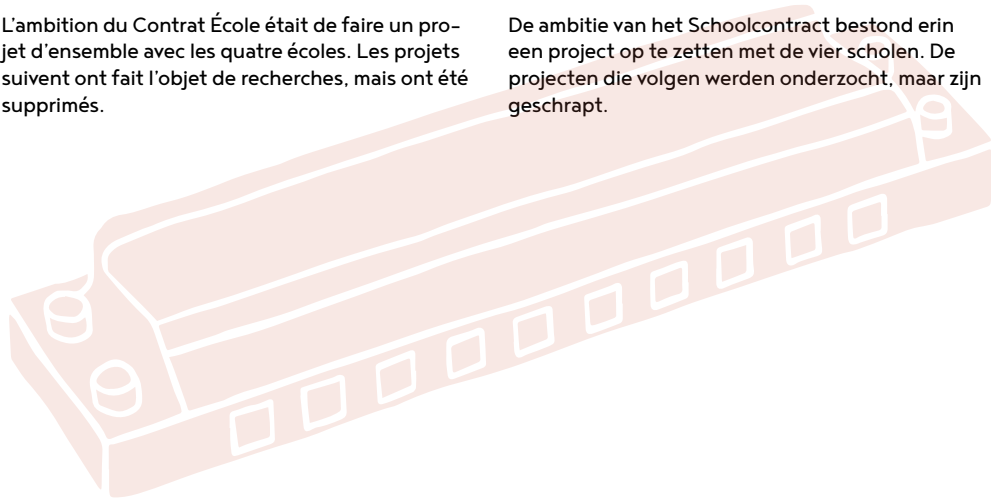 L’ambition du Contrat École était de faire un pro-
jet d’ensemble avec les quatre écoles. Les projets
suivent ont fait l’objet de recherches, mais ont été
supprimés.
De ambitie van het Schoolcontract bestond erin
een project op te zetten met de vier scholen. De
projecten die volgen werden onderzocht, maar zijn
geschrapt.